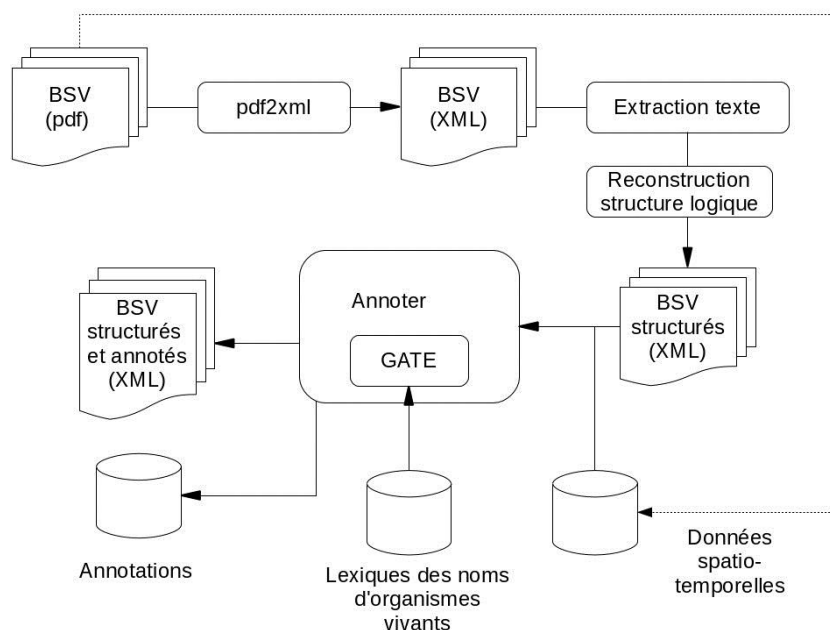 BSV
(pdf)
pdf2xml
BSV
(XML)
Extraction texte
Reconstruction
structure logique
BSV
structurés
et annotés
(XML)
Annoter
GATE
BSV
structurés
(XML)
Annotations
Lexiques des noms
d'organismes
vivants
Données
spatio-
temporelles